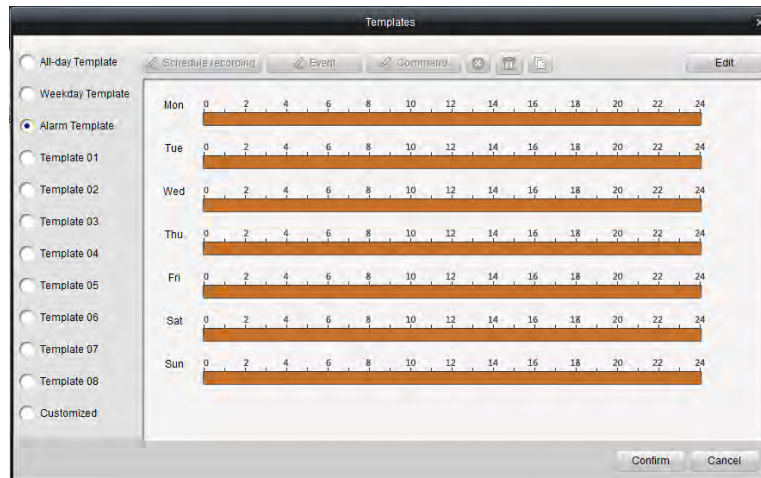 Templates
All-day Template
Weekday Template
Alarm Template
Template 01
Template 02
Template 03
Template 04
Template 05
Template 06
Template 07
Template 08
Customized
Schedule recording Event Command Edit
Mon 0 2 4 6 8 10 12 14 16 18 20 22 24
Tue 0 2 4 6 8 10 12 14 16 18 20 22 24
Wed 0 2 4 6 8 10 12 14 16 18 20 22 24
Thu 0 2 4 6 8 10 12 14 16 18 20 22 24
Fri 0 2 4 6 8 10 12 14 16 18 20 22 24
Sat 0 2 4 6 8 10 12 14 16 18 20 22 24
Sun 0 2 4 6 8 10 12 14 16 18 20 22 24
Confirm Cancel